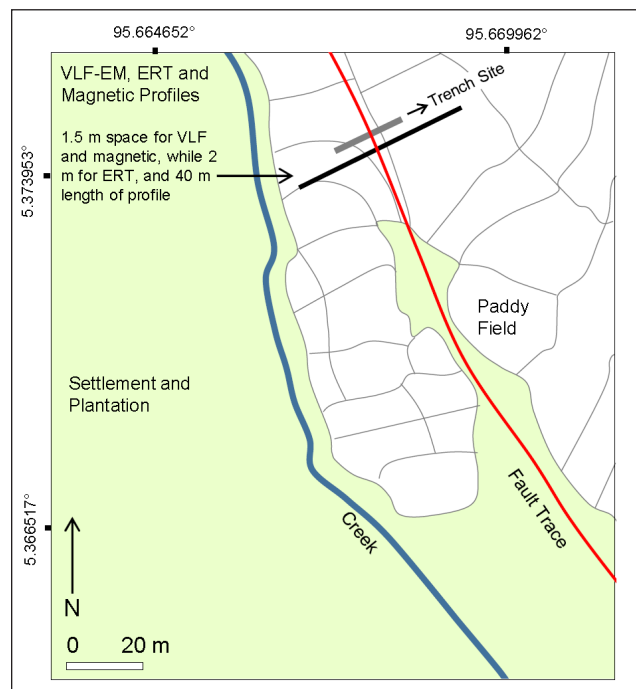 95.664652°
95.669962°
VLF-EM, ERT and
Magnetic Profiles
Trench Site
1.5 m space for VLF
and magnetic, while 2
m for ERT, and 40 m
length of profile
5.373953°
Paddy
Field
Settlement and
Plantation
Fault Trace
5.366517°
Creek
N
0 20 m